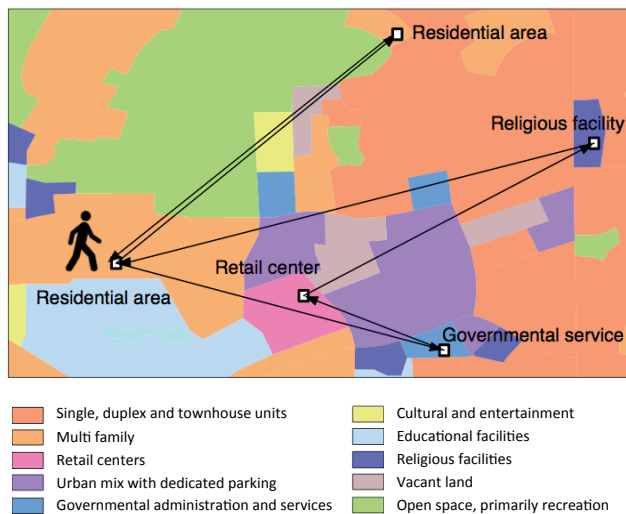 Residential area
Religious facility
Retail center
Residential area
Governmental service
Single, duplex and townhouse units
Multi family
Retail centers
Urban mix with dedicated parking
Governmental administration and services
Cultural and entertainment
Educational facilities
Religious facilities
Vacant land
Open space, primarily recreation